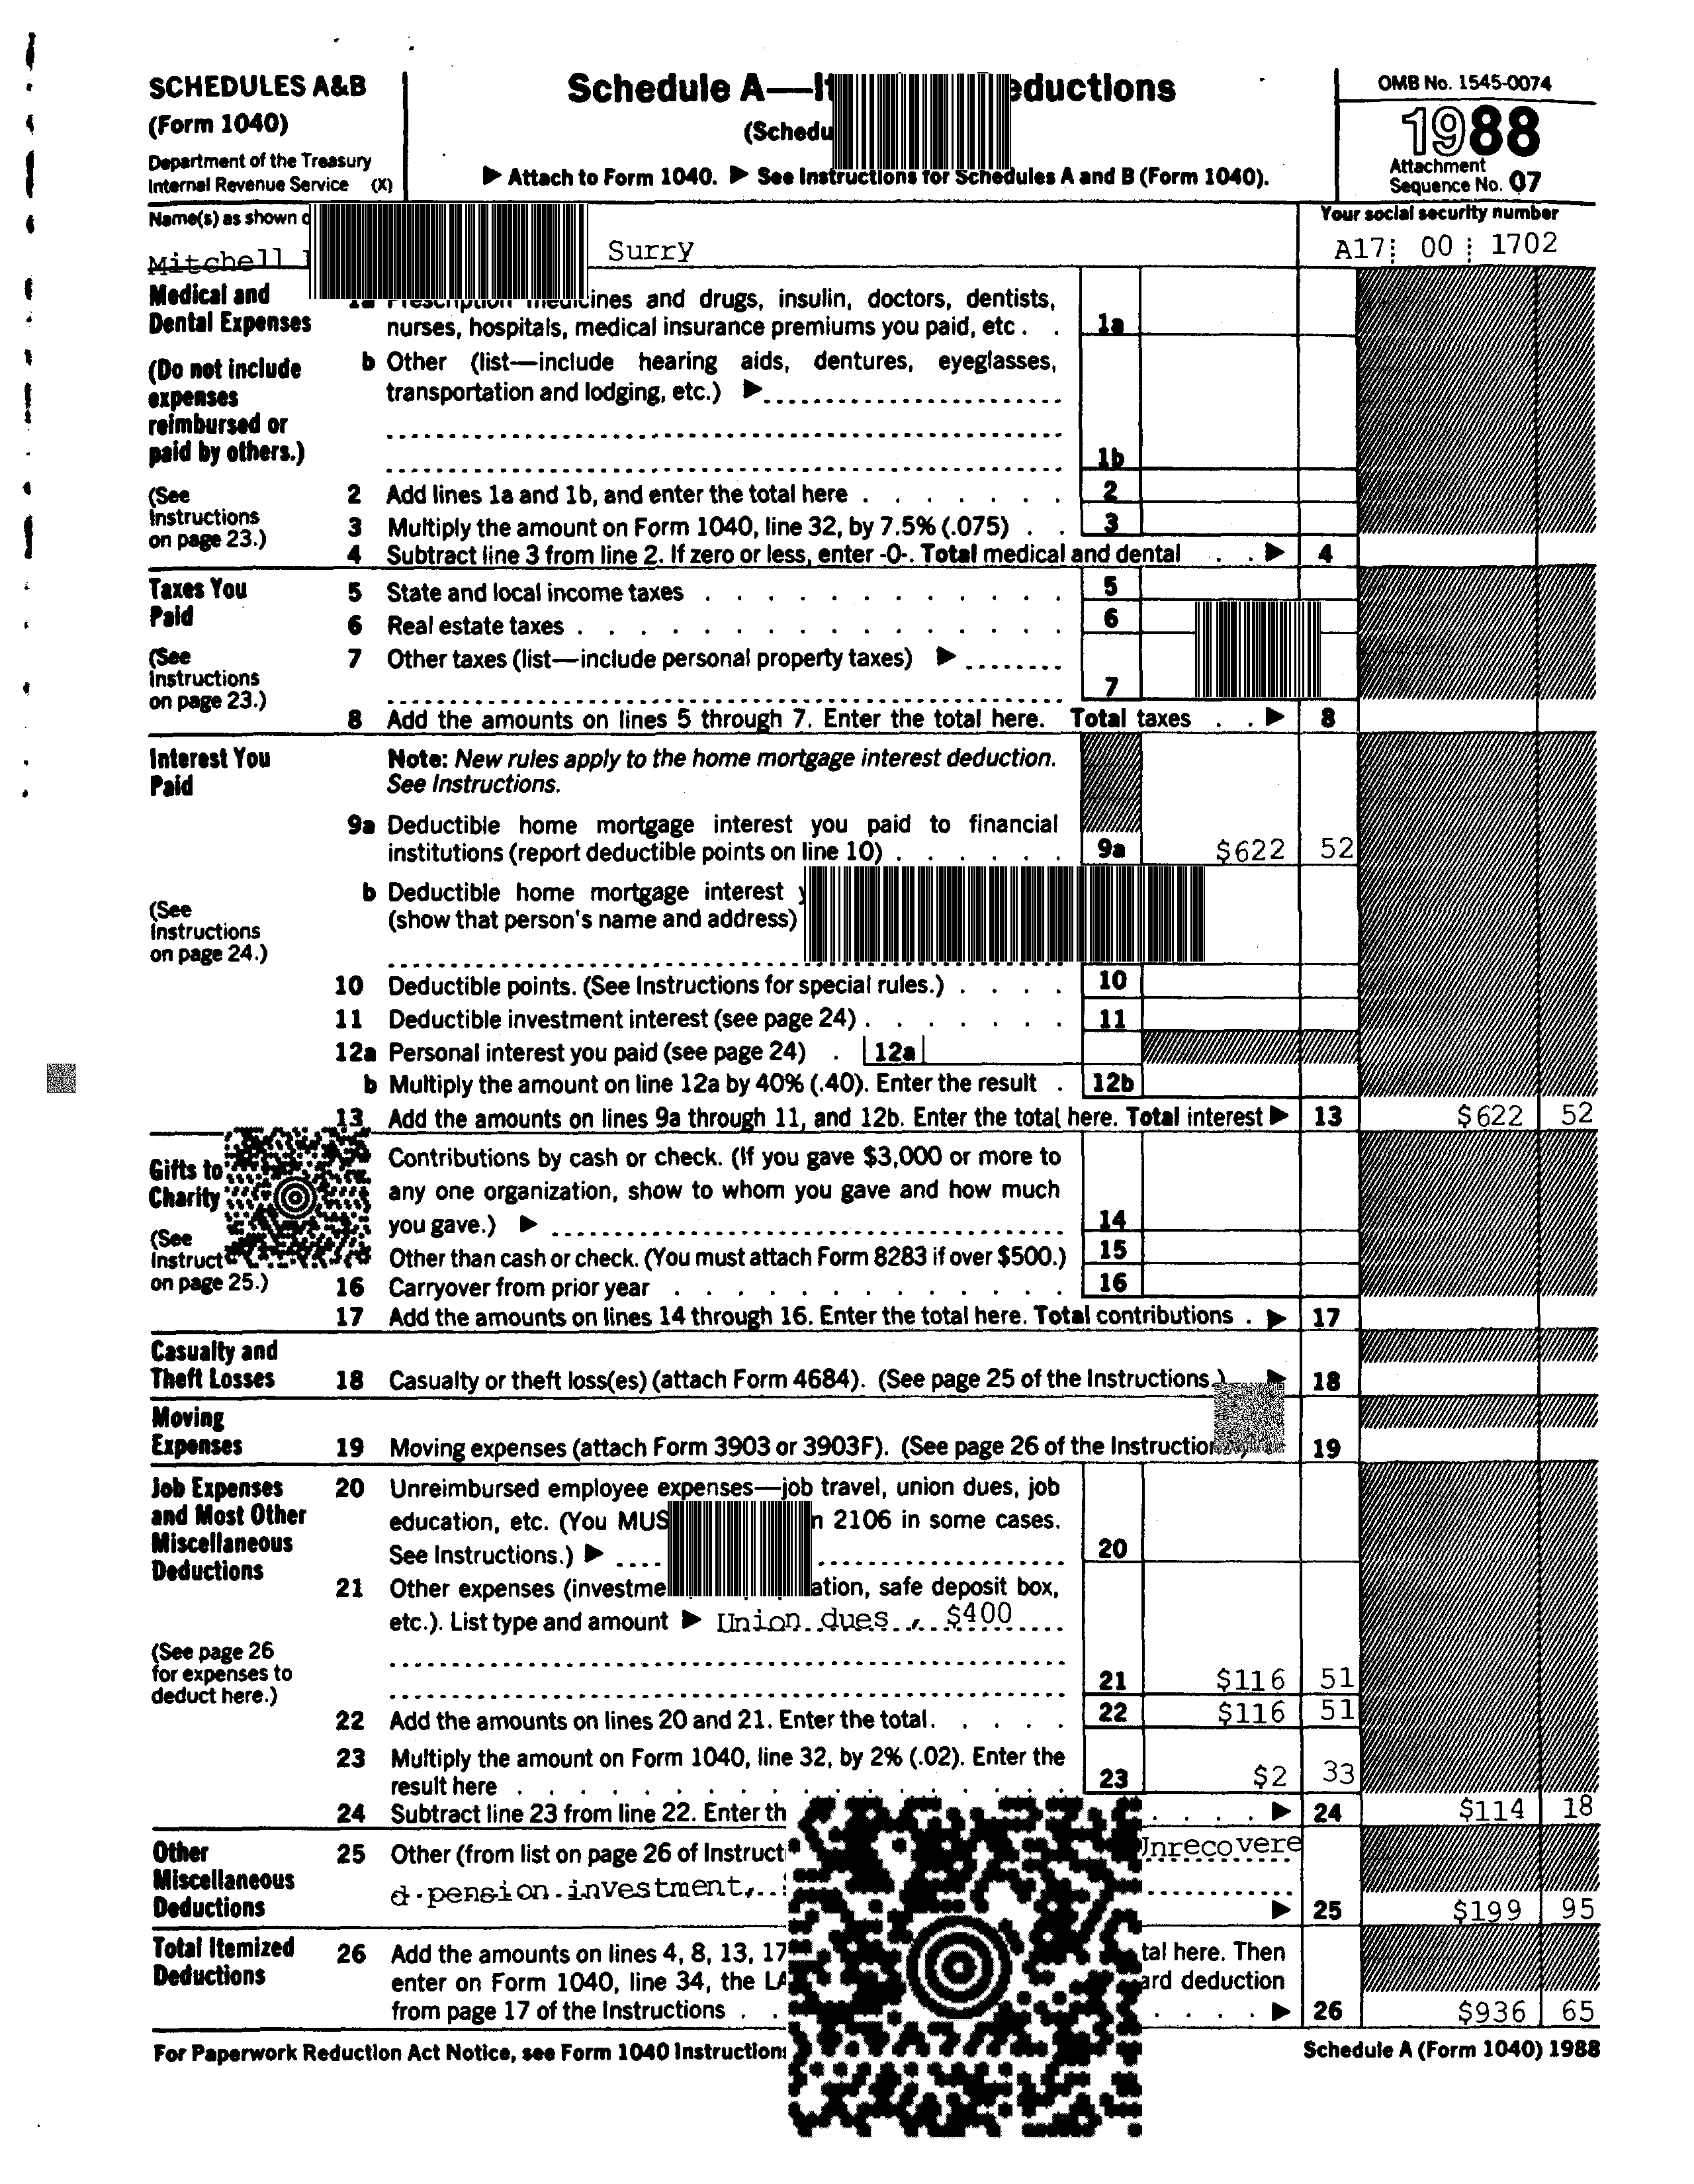 SCHEDULES A&B
(Form 1040)
Department of the Treasury
Internal Revenue Service (X)
Schedule A—
(Schedu
▶ Attach to Form 1040. ▶ See Instructions for Schedules A and B (Form 1040).
OMB No. 1545-0074
1988
Attachment
Sequence No. 07
Name(s) as shown
Mitchell Surry
Your social security number
A17 00 1702
Medical and
Dental Expenses
(Do not include
expenses
reimbursed or
paid by others.)
(See
Instructions
on page 23.)
1a Prescription medicines and drugs, insulin, doctors, dentists,
nurses, hospitals, medical insurance premiums you paid, etc . . 1a
b Other (list—include hearing aids, dentures, eyeglasses,
transportation and lodging, etc.) ▶
1b
2 Add lines 1a and 1b, and enter the total here . . . . . . . 2
3 Multiply the amount on Form 1040, line 32, by 7.5% (.075) . . 3
4 Subtract line 3 from line 2. If zero or less, enter -0-. Total medical and dental . . ▶ 4
Taxes You
Paid
(See
Instructions
on page 23.)
5 State and local income taxes . . . . . . . . . . . . 5
6 Real estate taxes . . . . . . . . . . . . . . . . 6
7 Other taxes (list—include personal property taxes) ▶
7
8 Add the amounts on lines 5 through 7. Enter the total here. Total taxes . . ▶ 8
Interest You
Paid
(See
Instructions
on page 24.)
Note: New rules apply to the home mortgage interest deduction.
See Instructions.
9a Deductible home mortgage interest you paid to financial
institutions (report deductible points on line 10) . . . . . . 9a $622 52
b Deductible home mortgage interest
(show that person's name and address)
10 Deductible points. (See Instructions for special rules.) . . . . 10
11 Deductible investment interest (see page 24) . . . . . . . 11
12a Personal interest you paid (see page 24) . 12a
b Multiply the amount on line 12a by 40% (.40). Enter the result . 12b
13 Add the amounts on lines 9a through 11, and 12b. Enter the total here. Total interest ▶ 13 $622 52
Gifts to
Charity
(See
Instruct
on page 25.)
Contributions by cash or check. (If you gave $3,000 or more to
any one organization, show to whom you gave and how much
you gave.) ▶ 14
Other than cash or check. (You must attach Form 8283 if over $500.) 15
16 Carryover from prior year . . . . . . . . . . . . . 16
17 Add the amounts on lines 14 through 16. Enter the total here. Total contributions . ▶ 17
Casualty and
Theft Losses
18 Casualty or theft loss(es) (attach Form 4684). (See page 25 of the Instructions.) ▶ 18
Moving
Expenses
19 Moving expenses (attach Form 3903 or 3903F). (See page 26 of the Instruction 19
Job Expenses
and Most Other
Miscellaneous
Deductions
(See page 26
for expenses to
deduct here.)
20 Unreimbursed employee expenses—job travel, union dues, job
education, etc. (You MUS 2106 in some cases.
See Instructions.) ▶ 20
21 Other expenses (investme ation, safe deposit box,
etc.). List type and amount ▶ Union dues , $400
21 $116 51
22 Add the amounts on lines 20 and 21. Enter the total. . . . . 22 $116 51
23 Multiply the amount on Form 1040, line 32, by 2% (.02). Enter the
result here . . . . . . . . . . . . . . . . . . 23 $2 33
24 Subtract line 23 from line 22. Enter th . . . . ▶ 24 $114 18
Other
Miscellaneous
Deductions
25 Other (from list on page 26 of Instructi Unrecovere
d pension investment,
▶ 25 $199 95
Total Itemized
Deductions
26 Add the amounts on lines 4, 8, 13, 17 tal here. Then
enter on Form 1040, line 34, the LA ard deduction
from page 17 of the Instructions . . . . . . ▶ 26 $936 65
For Paperwork Reduction Act Notice, see Form 1040 Instructions
Schedule A (Form 1040) 1988